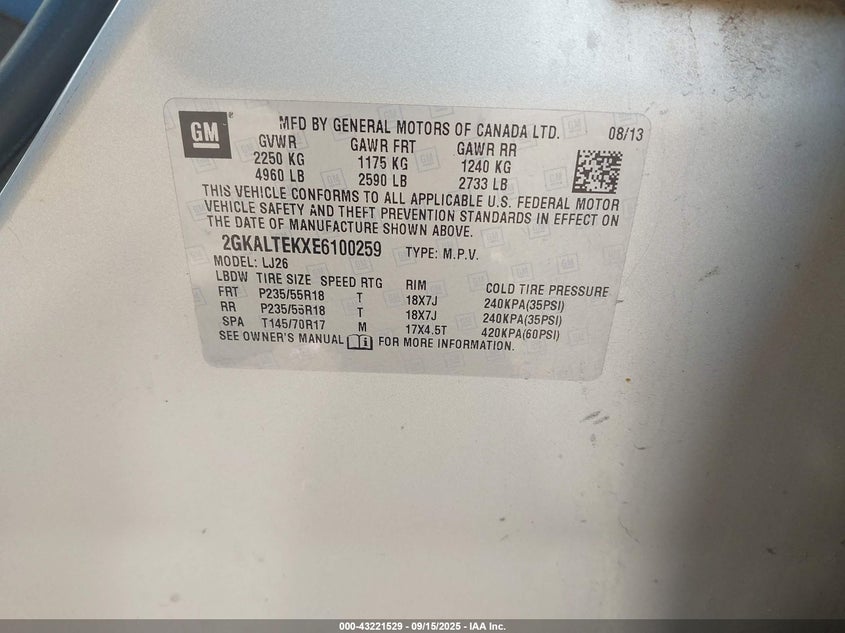 GM ® MFD BY GENERAL MOTORS OF CANADA LTD. 08/13
GVWR GAWR FRT GAWR RR
2250 KG 1175 KG 1240 KG
4960 LB 2590 LB 2733 LB
THIS VEHICLE CONFORMS TO ALL APPLICABLE U.S. FEDERAL MOTOR
VEHICLE SAFETY AND THEFT PREVENTION STANDARDS IN EFFECT ON
THE DATE OF MANUFACTURE SHOWN ABOVE.
2GKALTEKXE6100259 TYPE: M.P.V.
MODEL: LJ26
LBDW TIRE SIZE SPEED RTG RIM COLD TIRE PRESSURE
FRT P235/55R18 T 18X7J 240KPA(35PSI)
RR P235/55R18 T 18X7J 240KPA(35PSI)
SPA T145/70R17 M 17X4.5T 420KPA(60PSI)
SEE OWNER'S MANUAL FOR MORE INFORMATION.
000-43221529 - 09/15/2025 - IAA Inc.